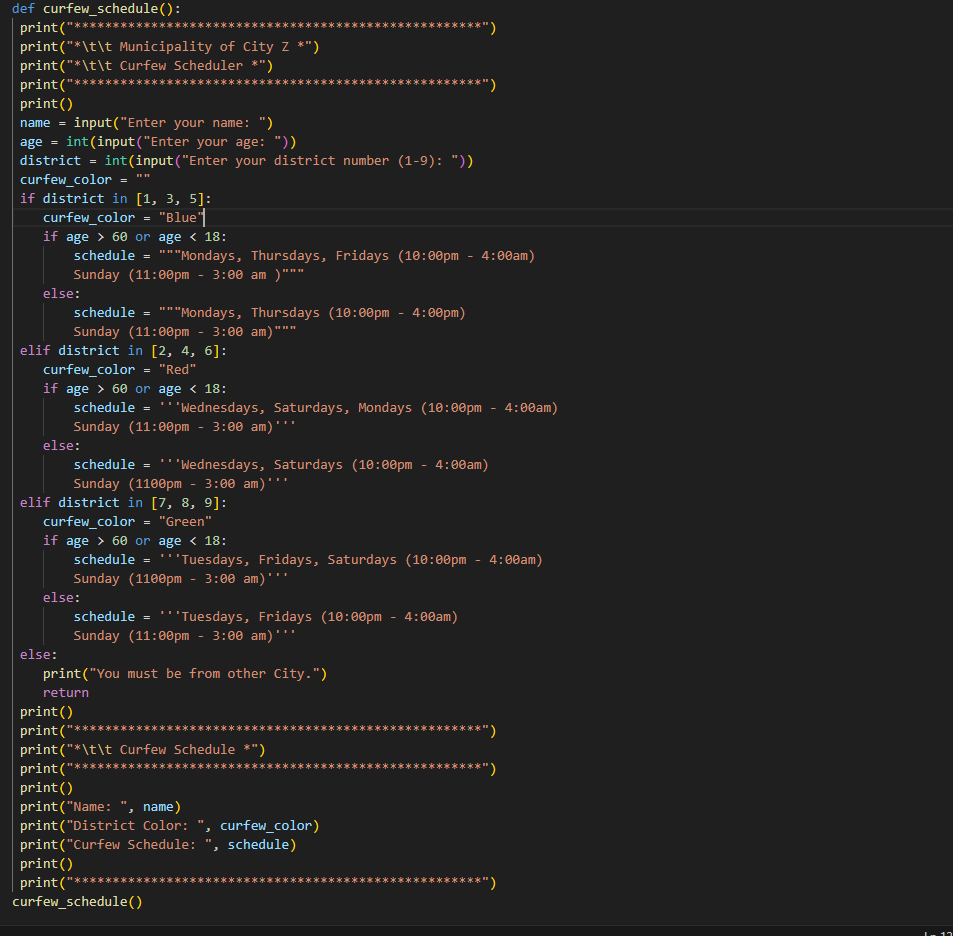 def curfew_schedule():
 print("*****************************************************")
 print("*\t\t Municipality of City Z *")
 print("*\t\t Curfew Scheduler *")
 print("*****************************************************")
 print()
 name = input("Enter your name: ")
 age = int(input("Enter your age: "))
 district = int(input("Enter your district number (1-9): "))
 curfew_color = ""
 if district in [1, 3, 5]:
    curfew_color = "Blue"
    if age > 60 or age < 18:
        schedule = """Mondays, Thursdays, Fridays (10:00pm - 4:00am)
        Sunday (11:00pm - 3:00 am )"""
    else:
        schedule = """Mondays, Thursdays (10:00pm - 4:00pm)
        Sunday (11:00pm - 3:00 am)"""
 elif district in [2, 4, 6]:
    curfew_color = "Red"
    if age > 60 or age < 18:
        schedule = '''Wednesdays, Saturdays, Mondays (10:00pm - 4:00am)
        Sunday (11:00pm - 3:00 am)'''
    else:
        schedule = '''Wednesdays, Saturdays (10:00pm - 4:00am)
        Sunday (1100pm - 3:00 am)'''
 elif district in [7, 8, 9]:
    curfew_color = "Green"
    if age > 60 or age < 18:
        schedule = '''Tuesdays, Fridays, Saturdays (10:00pm - 4:00am)
        Sunday (1100pm - 3:00 am)'''
    else:
        schedule = '''Tuesdays, Fridays (10:00pm - 4:00am)
        Sunday (11:00pm - 3:00 am)'''
 else:
    print("You must be from other City.")
    return
 print()
 print("*****************************************************")
 print("*\t\t Curfew Schedule *")
 print("*****************************************************")
 print()
 print("Name: ", name)
 print("District Color: ", curfew_color)
 print("Curfew Schedule: ", schedule)
 print()
 print("*****************************************************")
curfew_schedule()